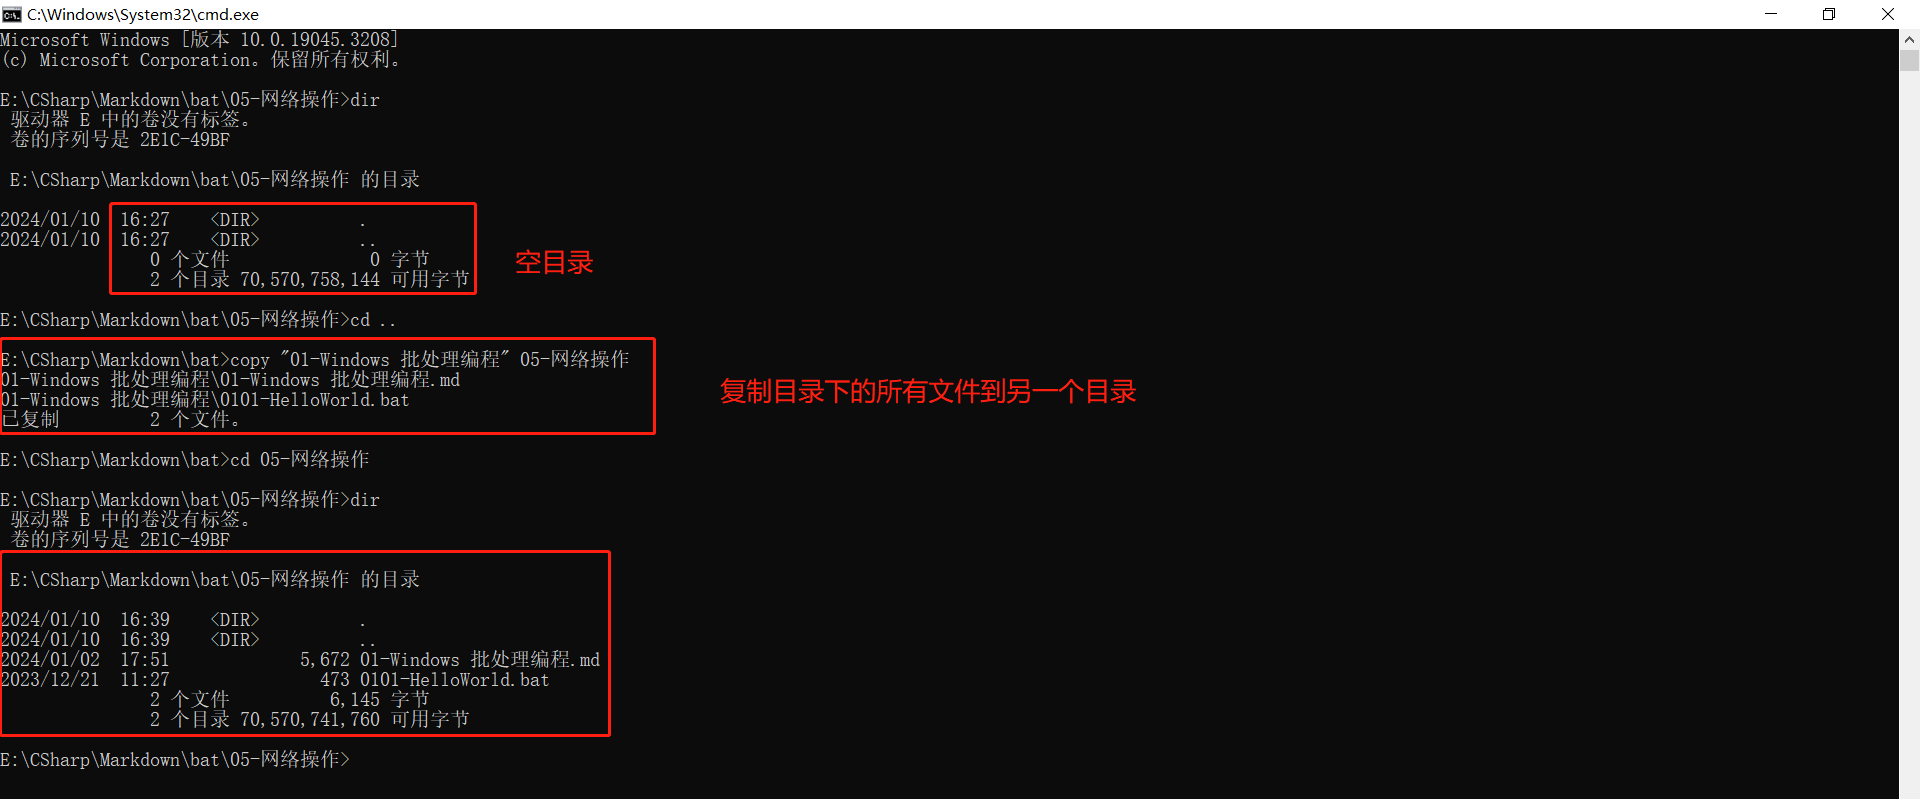 C:\Windows\System32\cmd.exe
Microsoft Windows [版本 10.0.19045.3208]
(c) Microsoft Corporation。保留所有权利。
E:\CSharp\Markdown\bat\05-网络操作>dir
驱动器 E 中的卷没有标签。
卷的序列号是 2E1C-49BF
E:\CSharp\Markdown\bat\05-网络操作 的目录
2024/01/10  16:27    <DIR>          .
2024/01/10  16:27    <DIR>          ..
0 个文件              0 字节
空目录
2 个目录 70,570,758,144 可用字节
E:\CSharp\Markdown\bat\05-网络操作>cd ..
E:\CSharp\Markdown\bat>copy "01-Windows 批处理编程" 05-网络操作
01-Windows 批处理编程\01-Windows 批处理编程.md
复制目录下的所有文件到另一个目录
01-Windows 批处理编程\0101-HelloWorld.bat
已复制         2 个文件。
E:\CSharp\Markdown\bat>cd 05-网络操作
E:\CSharp\Markdown\bat\05-网络操作>dir
驱动器 E 中的卷没有标签。
卷的序列号是 2E1C-49BF
E:\CSharp\Markdown\bat\05-网络操作 的目录
2024/01/10  16:39    <DIR>          .
2024/01/10  16:39    <DIR>          ..
2024/01/02  17:51             5,672 01-Windows 批处理编程.md
2023/12/21  11:27               473 0101-HelloWorld.bat
2 个文件          6,145 字节
2 个目录 70,570,741,760 可用字节
E:\CSharp\Markdown\bat\05-网络操作>